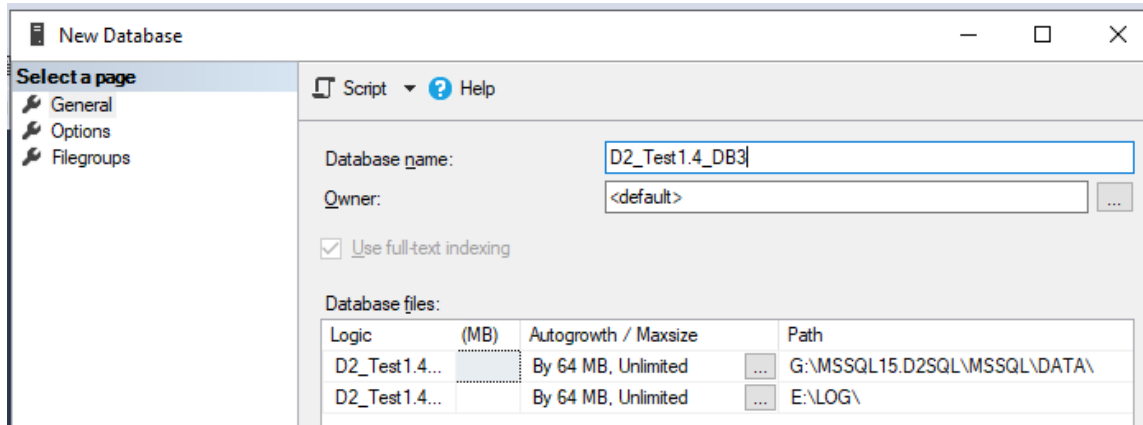 New Database
Select a page
General
Options
Filegroups
Script Help
Database name: D2_Test1.4_DB3
Owner: <default> ...
Use full-text indexing
Database files:
Logic (MB) Autogrowth / Maxsize Path
D2_Test1.4... By 64 MB, Unlimited ... G:\MSSQL15.D2SQL\MSSQL\DATA\
D2_Test1.4... By 64 MB, Unlimited ... E:\LOG\